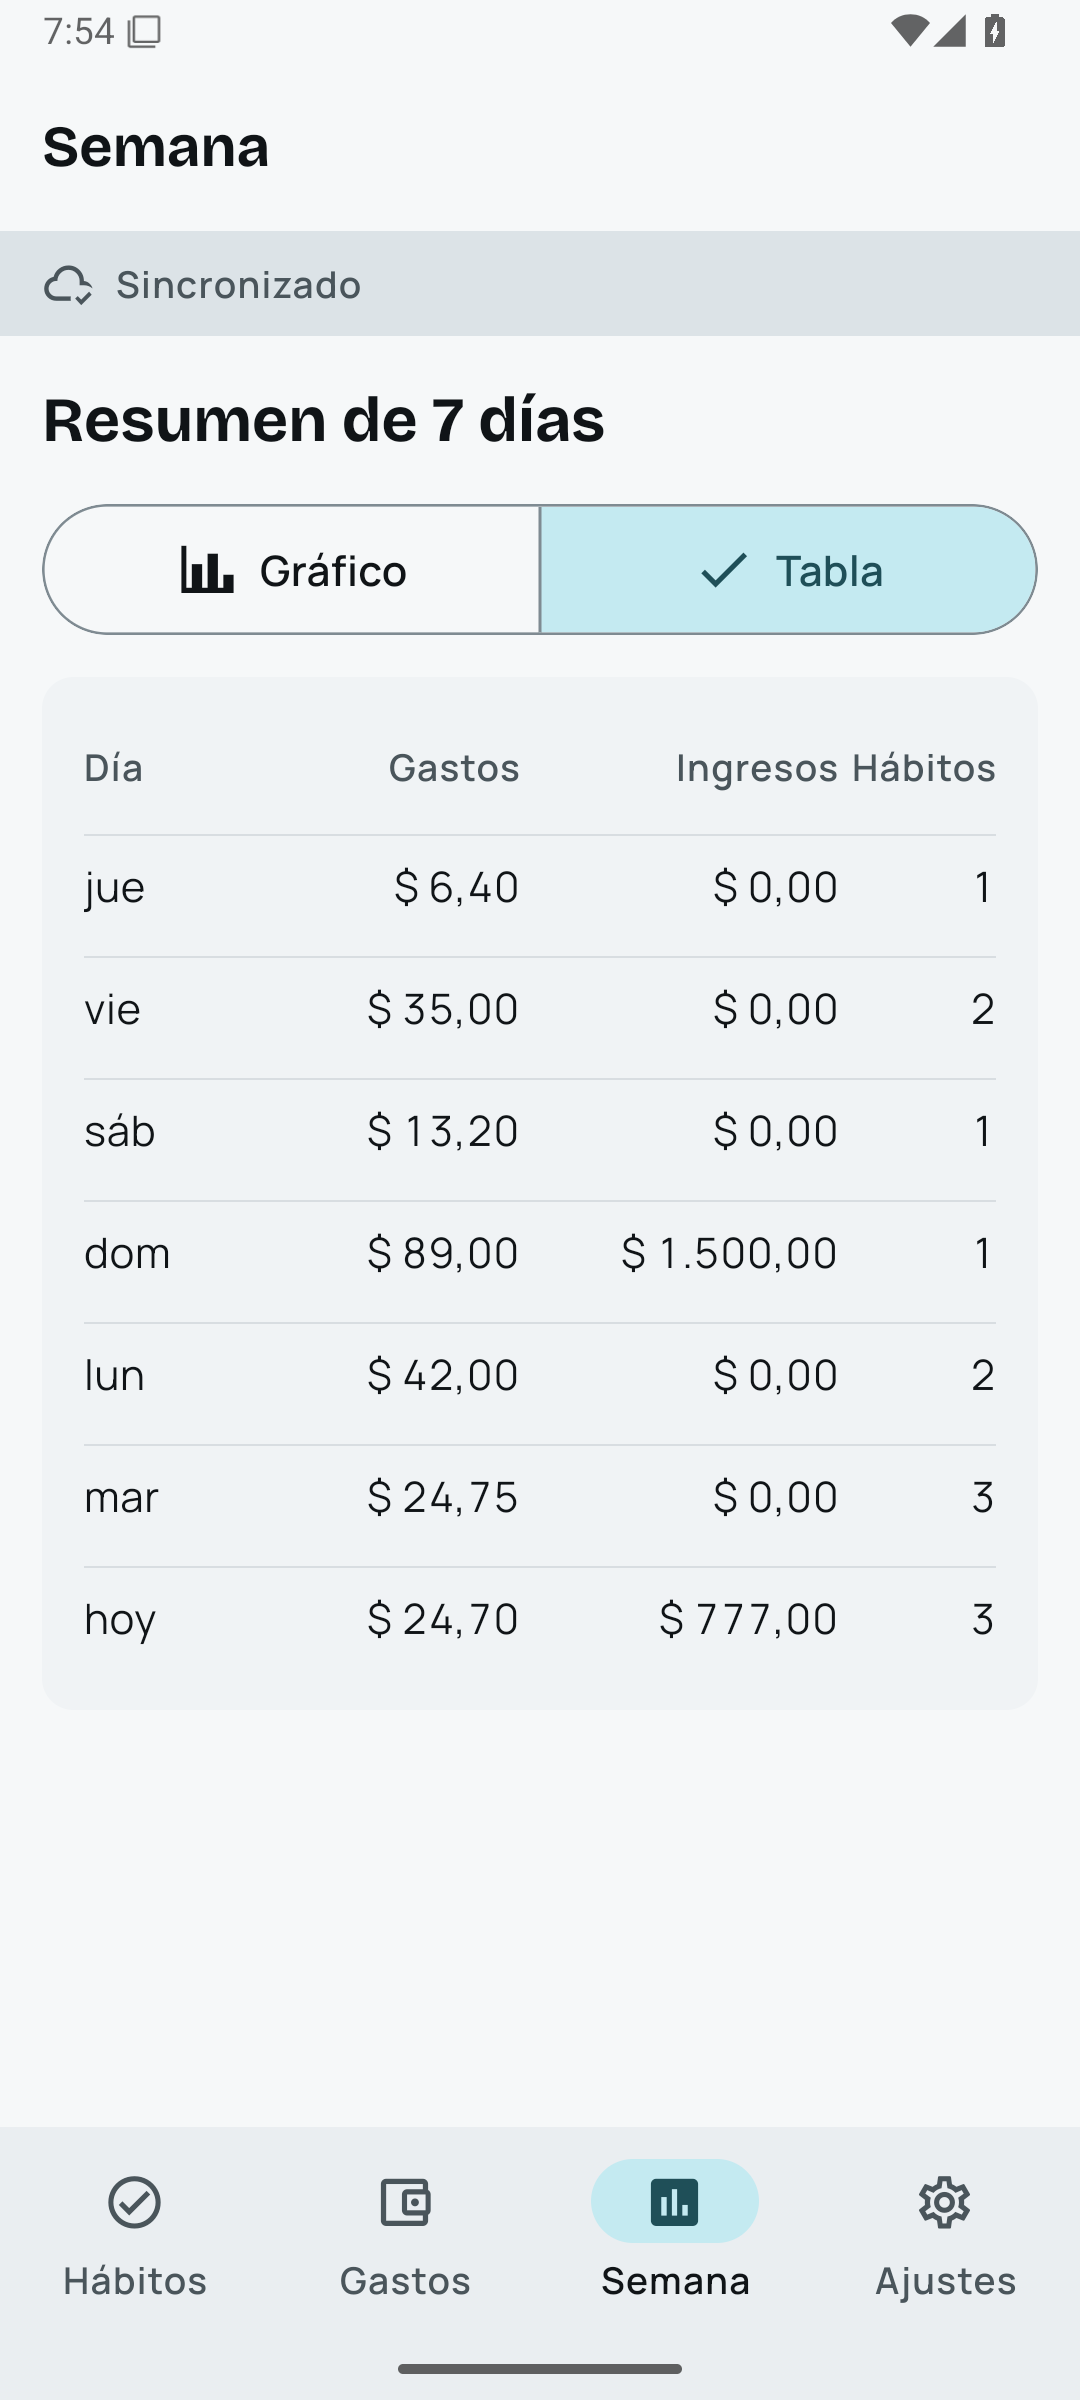 7:54
Semana
Sincronizado
Resumen de 7 días
Gráfico Tabla
Día Gastos Ingresos Hábitos
jue $ 6,40 $ 0,00 1
vie $ 35,00 $ 0,00 2
sáb $ 13,20 $ 0,00 1
dom $ 89,00 $ 1.500,00 1
lun $ 42,00 $ 0,00 2
mar $ 24,75 $ 0,00 3
hoy $ 24,70 $ 777,00 3
Hábitos Gastos Semana Ajustes